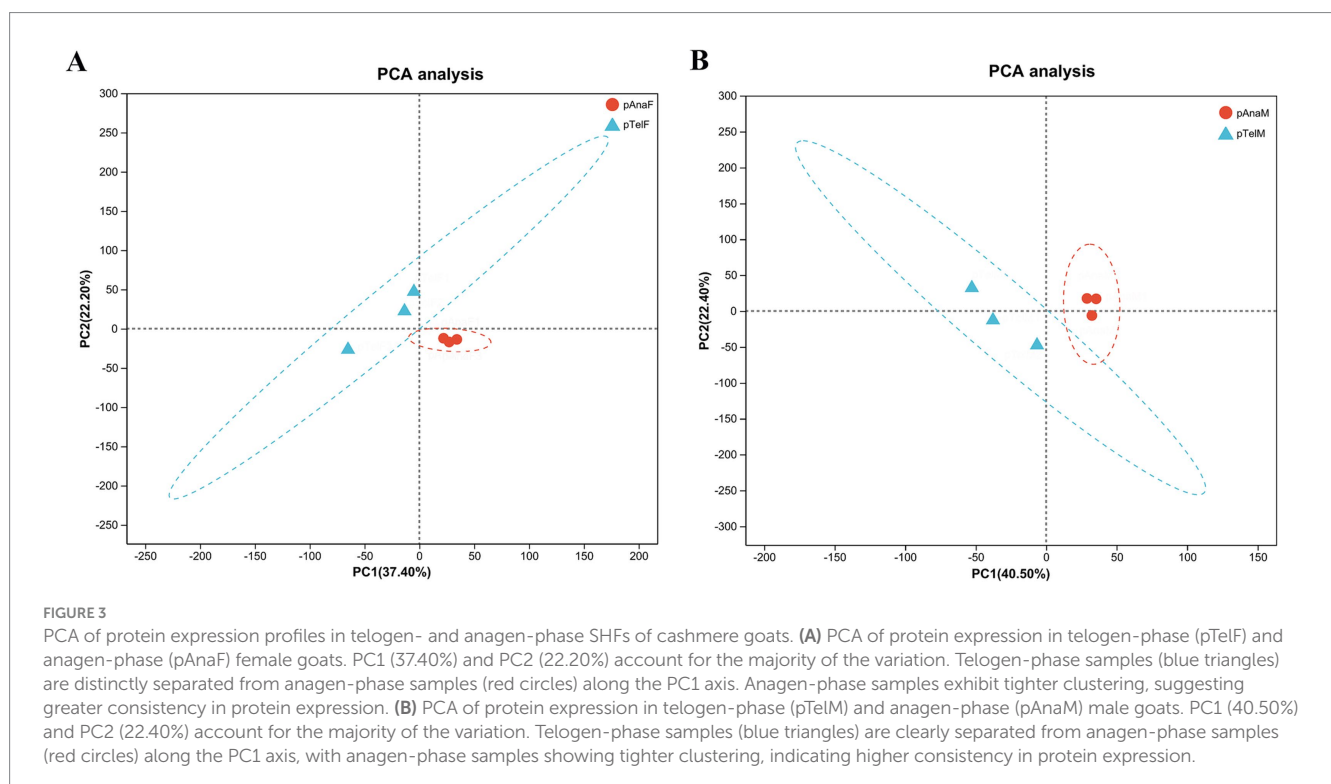 A
PCA analysis
pAnaF
pTelF
300
250
200
150
100
50
0
-50
-100
-150
-200
-250
PC2(22.20%)
-250
-200
-150
-100
-50
0
50
100
150
200
PC1(37.40%)
B
PCA analysis
pAnaM
pTelM
300
250
200
150
100
50
0
-50
-100
-150
-200
-250
-300
PC2(22.40%)
-200
-150
-100
-50
0
50
100
150
PC1(40.50%)
FIGURE 3
PCA of protein expression profiles in telogen- and anagen-phase SHFs of cashmere goats. (A) PCA of protein expression in telogen-phase (pTelF) and
anagen-phase (pAnaF) female goats. PC1 (37.40%) and PC2 (22.20%) account for the majority of the variation. Telogen-phase samples (blue triangles)
are distinctly separated from anagen-phase samples (red circles) along the PC1 axis. Anagen-phase samples exhibit tighter clustering, suggesting
greater consistency in protein expression. (B) PCA of protein expression in telogen-phase (pTelM) and anagen-phase (pAnaM) male goats. PC1 (40.50%)
and PC2 (22.40%) account for the majority of the variation. Telogen-phase samples (blue triangles) are clearly separated from anagen-phase samples
(red circles) along the PC1 axis, with anagen-phase samples showing tighter clustering, indicating higher consistency in protein expression.